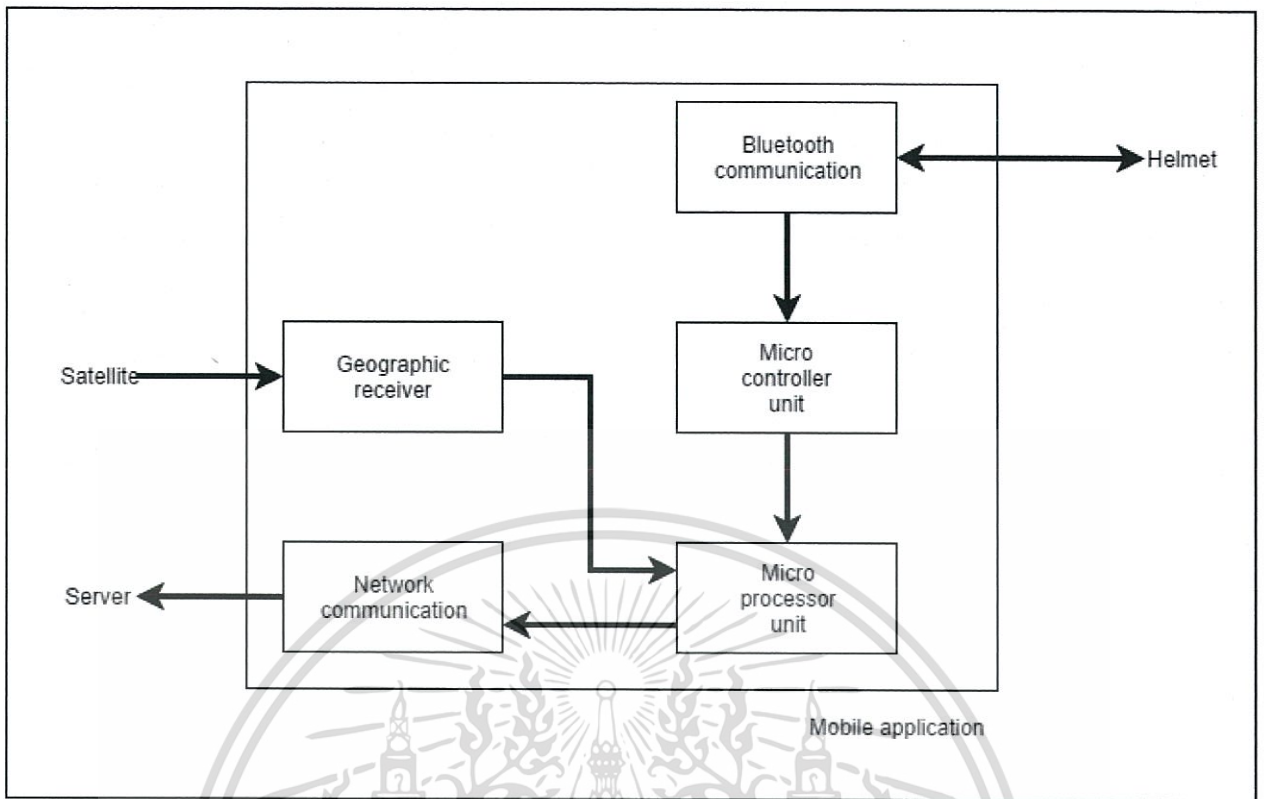 Bluetooth
communication
Helmet
Satellite
Geographic
receiver
Micro
controller
unit
Server
Network
communication
Micro
processor
unit
Mobile application